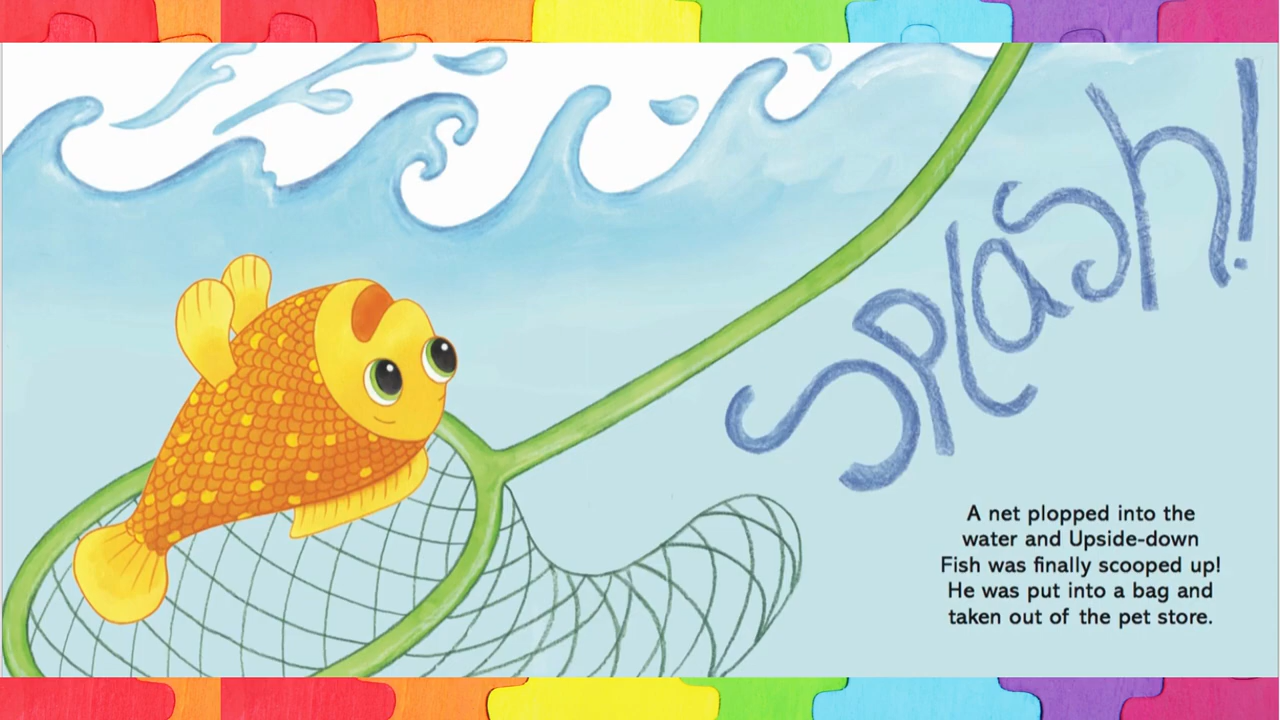 SPlash!
A net plopped into the
water and Upside-down
Fish was finally scooped up!
He was put into a bag and
taken out of the pet store.